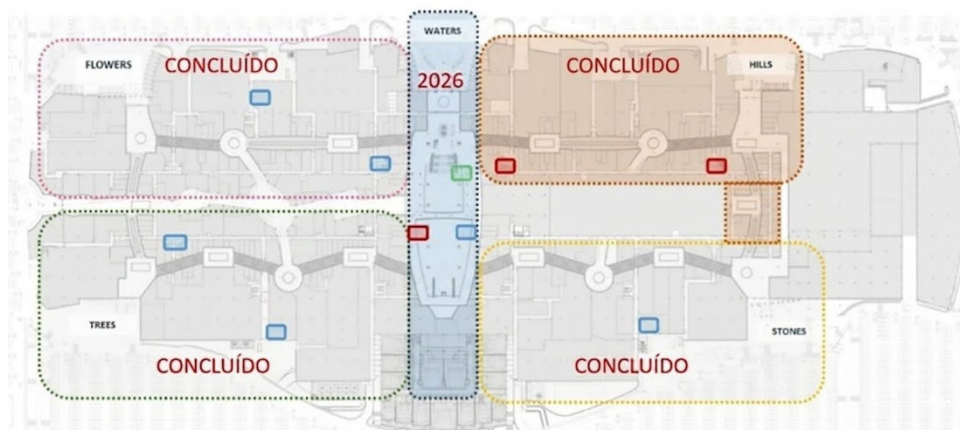 WATERS
FLOWERS
CONCLUÍDO
2026
CONCLUÍDO
HILLS
TREES
CONCLUÍDO
CONCLUÍDO
STONES